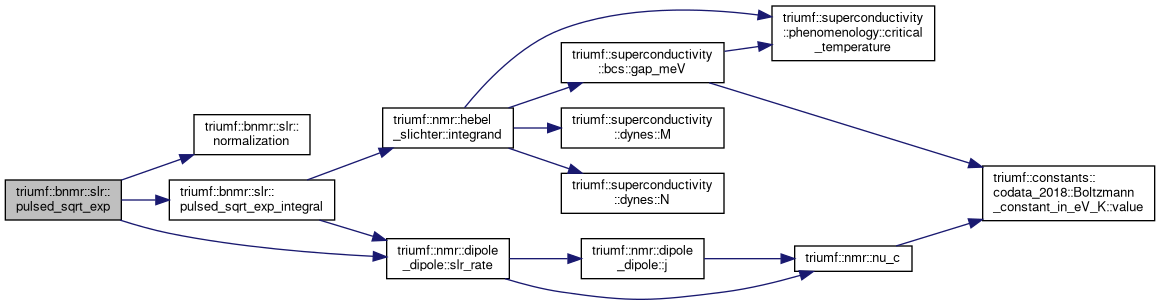 triumf::bnmr::slr::
pulsed_sqrt_exp
triumf::bnmr::slr::
normalization
triumf::bnmr::slr::
pulsed_sqrt_exp_integral
triumf::nmr::hebel
_slichter::integrand
triumf::nmr::dipole
_dipole::slr_rate
triumf::superconductivity
::bcs::gap_meV
triumf::superconductivity
::dynes::M
triumf::superconductivity
::dynes::N
triumf::nmr::dipole
_dipole::j
triumf::superconductivity
::phenomenology::critical
_temperature
triumf::nmr::nu_c
triumf::constants::
codata_2018::Boltzmann
_constant_in_eV_K::value